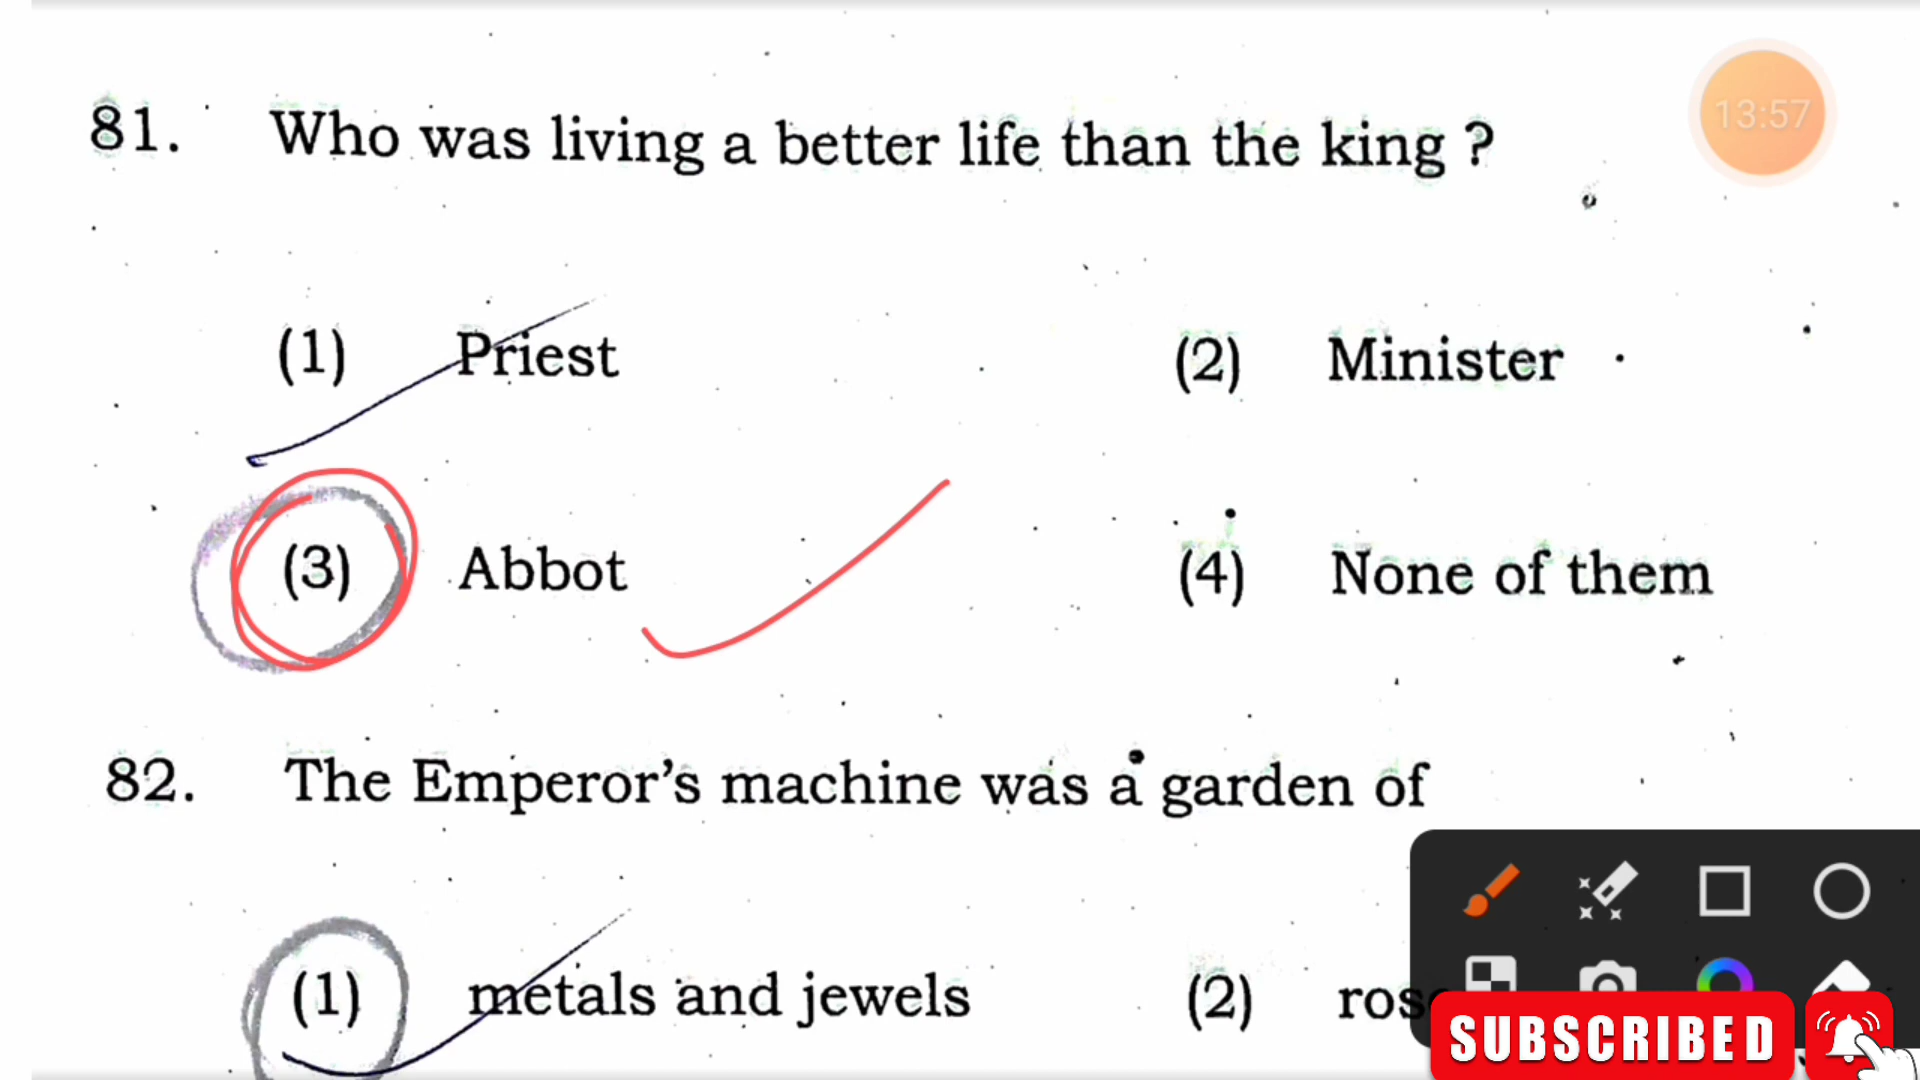 81. Who was living a better life than the king ?
13:57
(1) Priest (2) Minister
(3) Abbot (4) None of them
82. The Emperor's machine was a garden of
(1) metals and jewels (2)
SUBSCRIBED